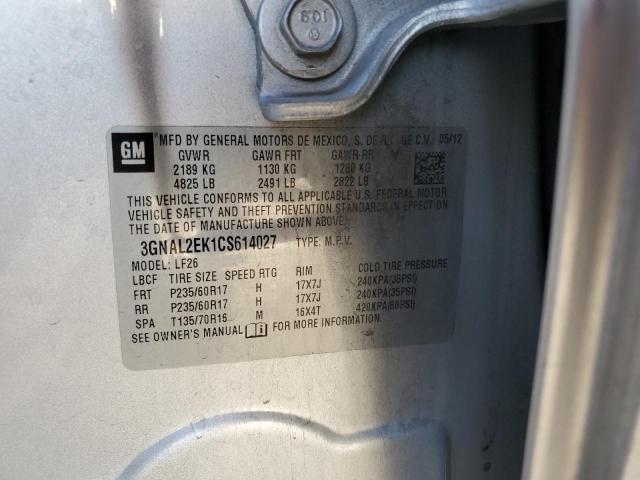 10.9
GM
MFD BY GENERAL MOTORS DE MEXICO, S. DE R.L. DE C.V. 05/12
GVWR GAWR FRT GAWR RR
2189 KG 1130 KG 1280 KG
4825 LB 2491 LB 2822 LB
THIS VEHICLE CONFORMS TO ALL APPLICABLE U.S. FEDERAL MOTOR
VEHICLE SAFETY AND THEFT PREVENTION STANDARDS IN EFFECT ON
THE DATE OF MANUFACTURE SHOWN ABOVE.
3GNAL2EK1CS614027 TYPE: M.P.V.
MODEL: LF26
LBCF TIRE SIZE SPEED RTG RIM COLD TIRE PRESSURE
FRT P235/60R17 H 17X7J 240KPA(35PSI)
RR P235/60R17 H 17X7J 240KPA(35PSI)
SPA T135/70R16 M 16X4T 420KPA(60PSI)
SEE OWNER'S MANUAL FOR MORE INFORMATION.